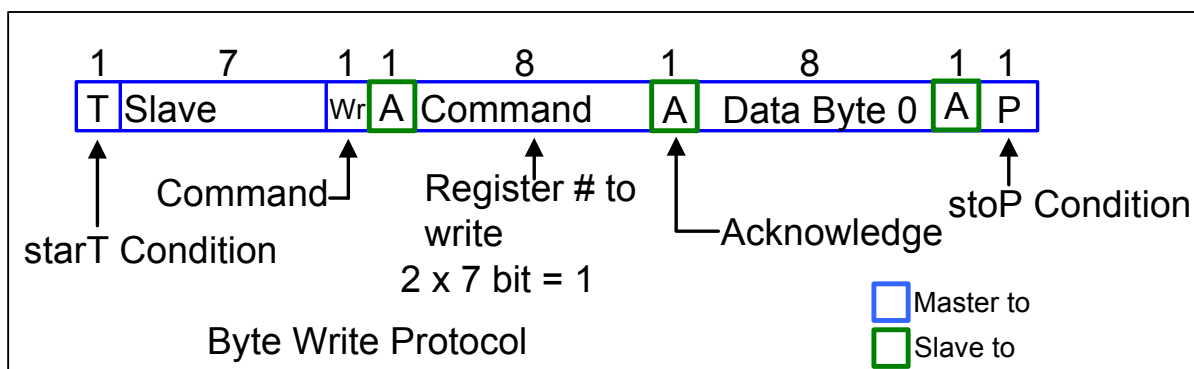 1 7 1 1 8 1 8 1 1
T Slave Wr A Command A Data Byte 0 A P
Command
starT Condition
Register # to
write
2 x 7 bit = 1
Acknowledge
stoP Condition
Master to
Slave to
Byte Write Protocol